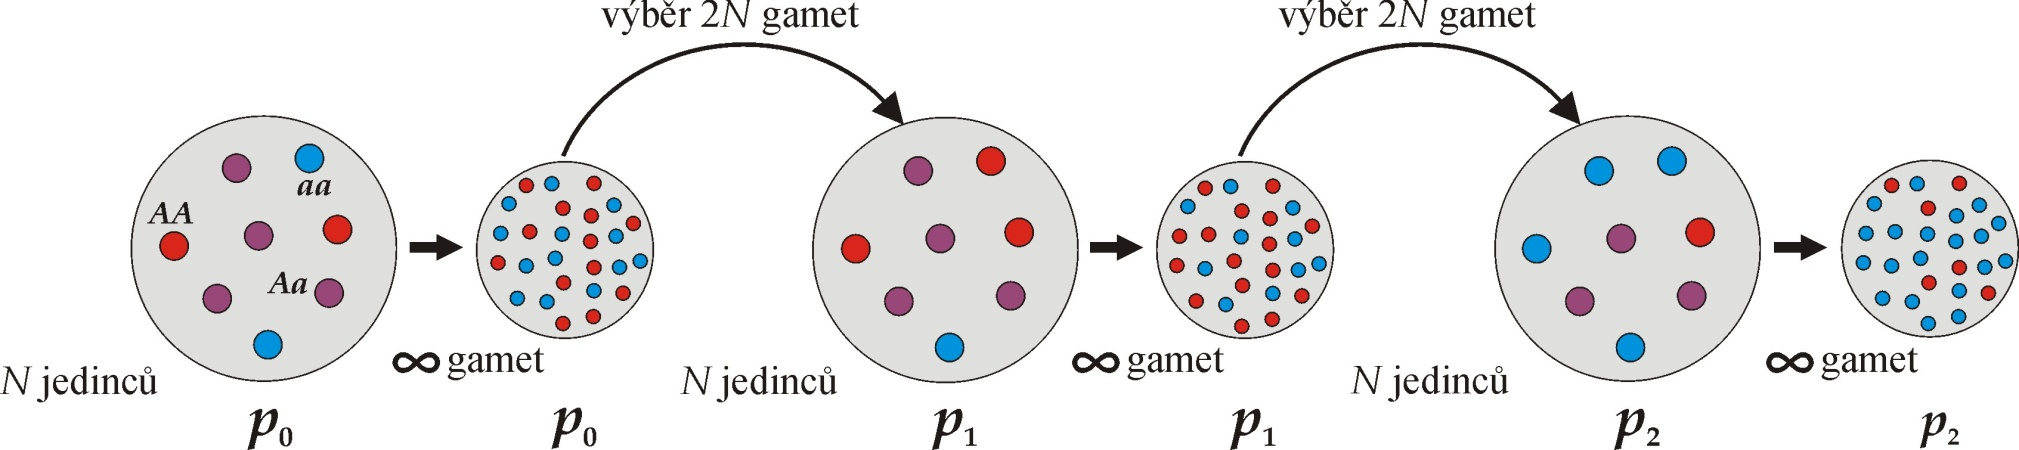 výběr 2N gamet
výběr 2N gamet
aa
AA
Aa
N jedinců
∞ gamet
N jedinců
∞ gamet
N jedinců
∞ gamet
p0
p0
p1
p1
p2
p2